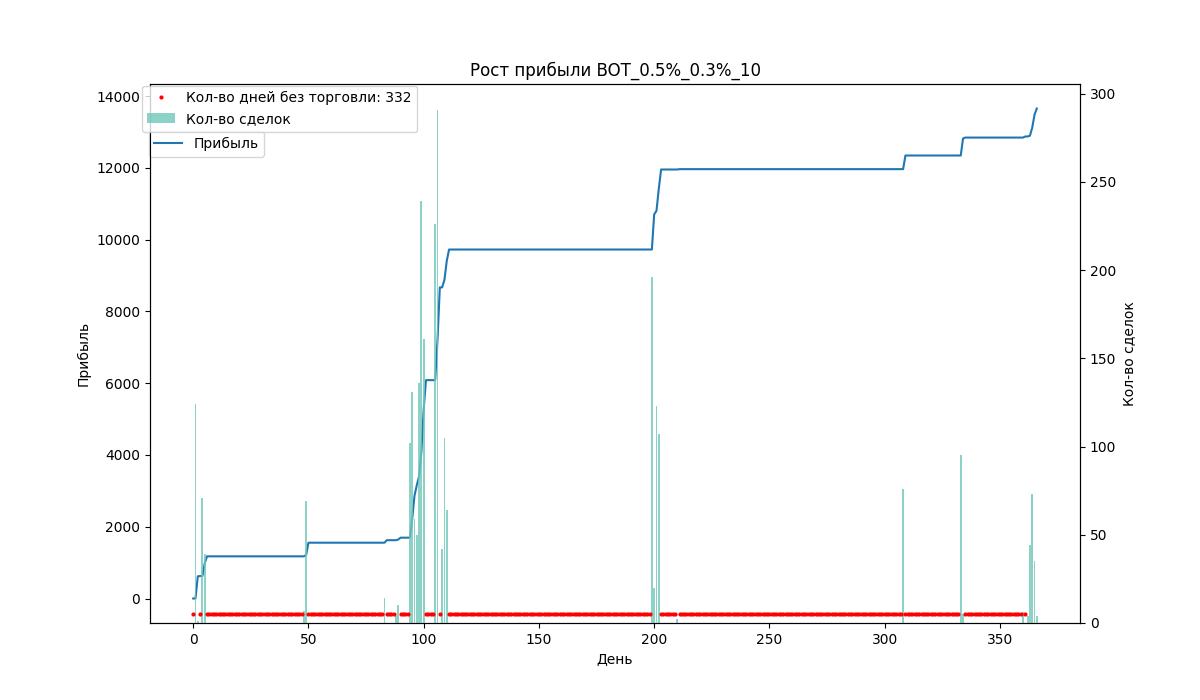 Рост прибыли BOT_0.5%_0.3%_10
Кол-во дней без торговли: 332
Кол-во сделок
Прибыль
14000
12000
10000
8000
6000
4000
2000
0
Прибыль
300
250
200
150
100
50
0
Кол-во сделок
0 50 100 150 200 250 300 350
День